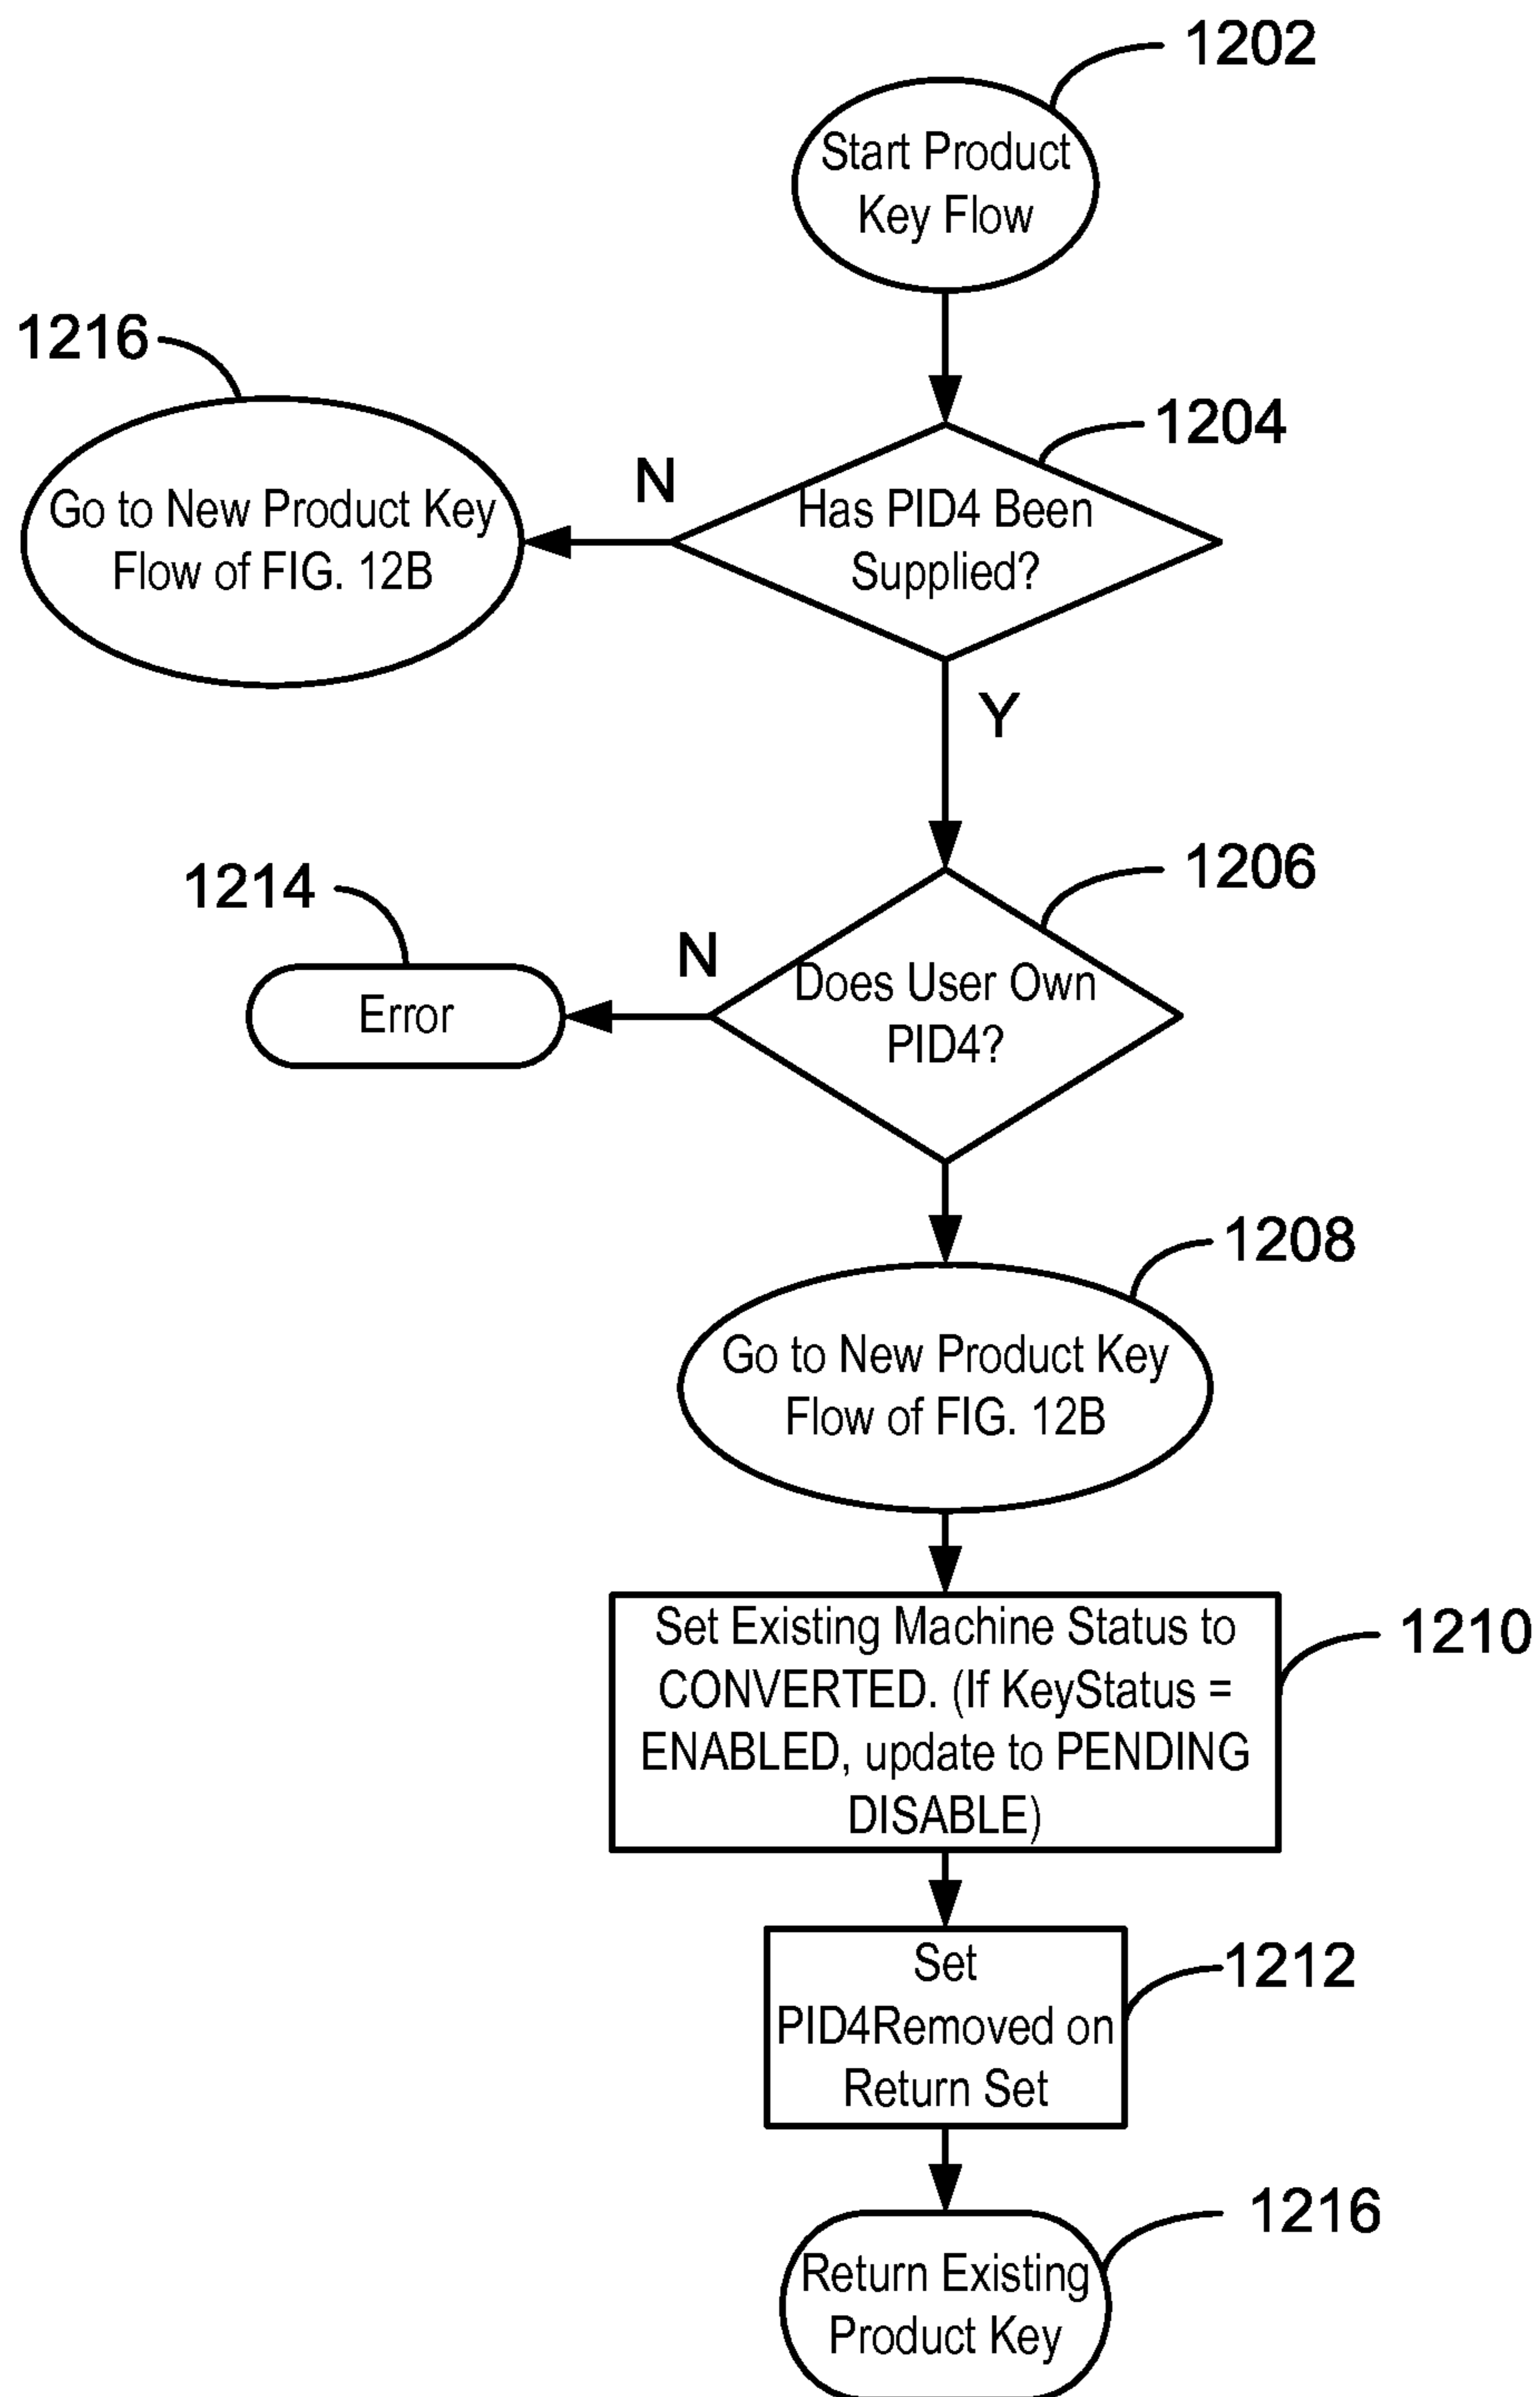 1202
Start Product
Key Flow
1216
1204
N
Go to New Product Key
Flow of FIG. 12B
Has PID4 Been
Supplied?
Y
1214
1206
N
Error
Does User Own
PID4?
1208
Go to New Product Key
Flow of FIG. 12B
1210
Set Existing Machine Status to
CONVERTED. (If KeyStatus =
ENABLED, update to PENDING
DISABLE)
1212
Set
PID4Removed on
Return Set
1216
Return Existing
Product Key